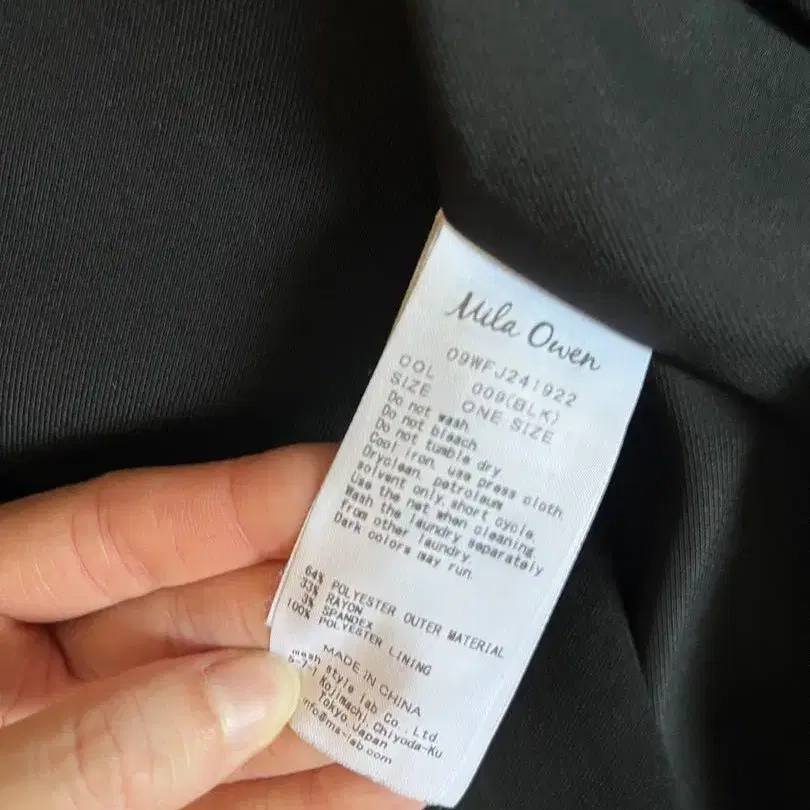 Mila Owen
09WFJ241922
COL 009(BLK)
SIZE ONE SIZE
Do not wash
Do not bleach
Do not tumble dry
Cool iron, use press cloth
Dryclean, petroleum
solvent only, short cycle.
Use the net when cleaning.
Wash the laundry separately
from other laundry.
Dark colors may run.
64% POLYESTER OUTER MATERIAL
33% RAYON
3% SPANDEX
100% POLYESTER LINING
MADE IN CHINA
mash style lab Co., Ltd.
Kojimachi, Chiyoda-Ku
Tokyo, Japan
info@ma-lab.com